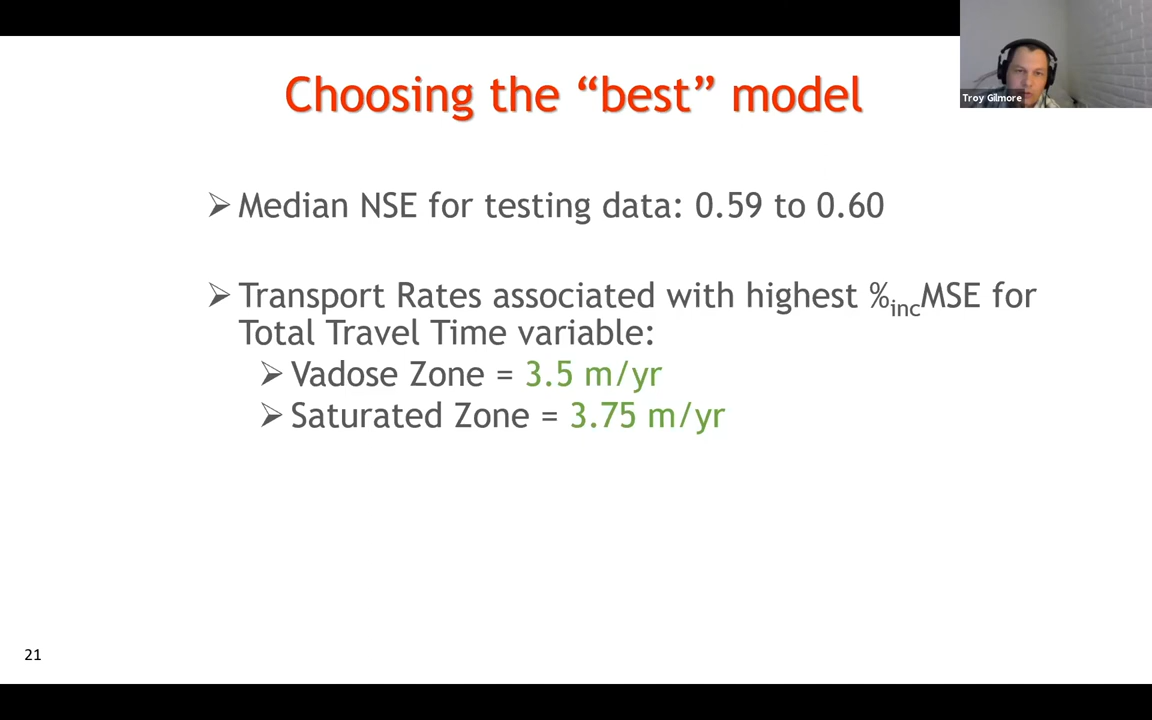 Choosing the “best” model
Troy Gilmore
➢ Median NSE for testing data: 0.59 to 0.60
➢ Transport Rates associated with highest %incMSE for
Total Travel Time variable:
➢ Vadose Zone = 3.5 m/yr
➢ Saturated Zone = 3.75 m/yr
21